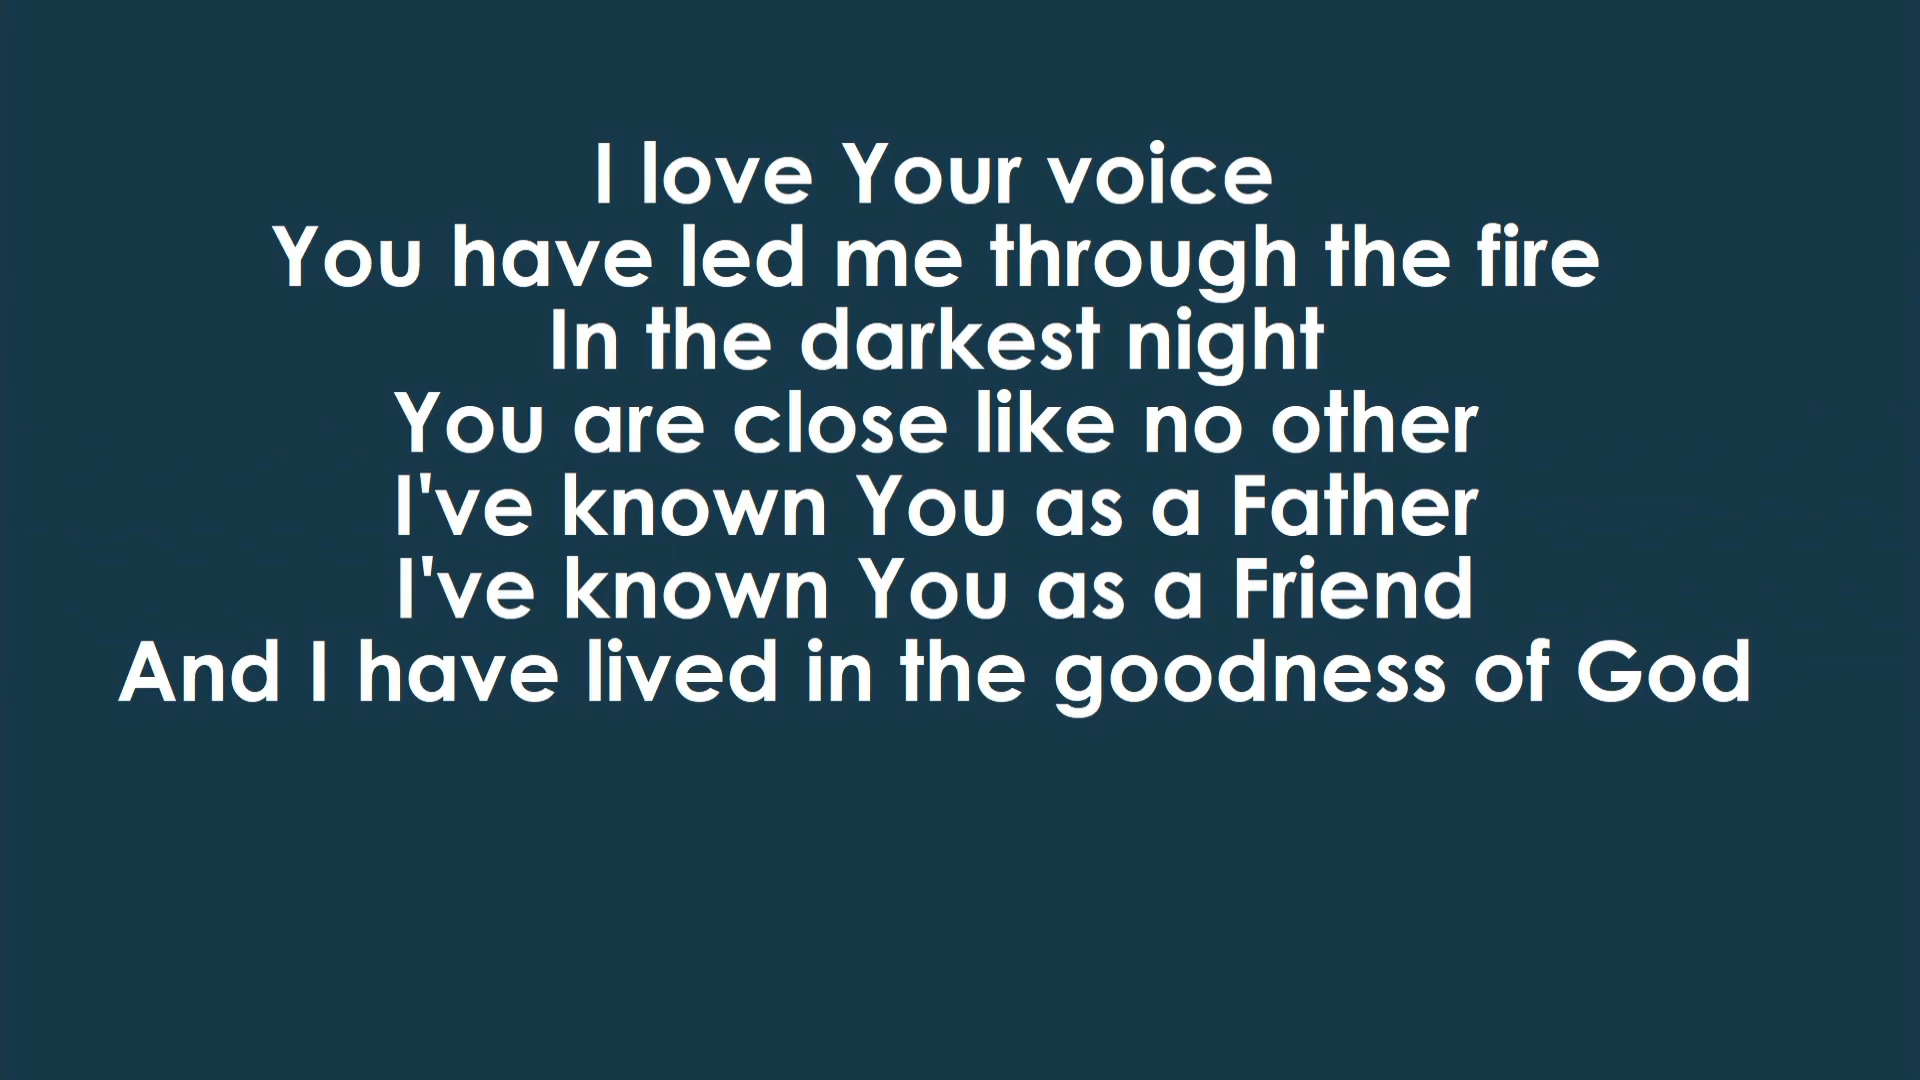 I love Your voice
You have led me through the fire
In the darkest night
You are close like no other
I've known You as a Father
I've known You as a Friend
And I have lived in the goodness of God